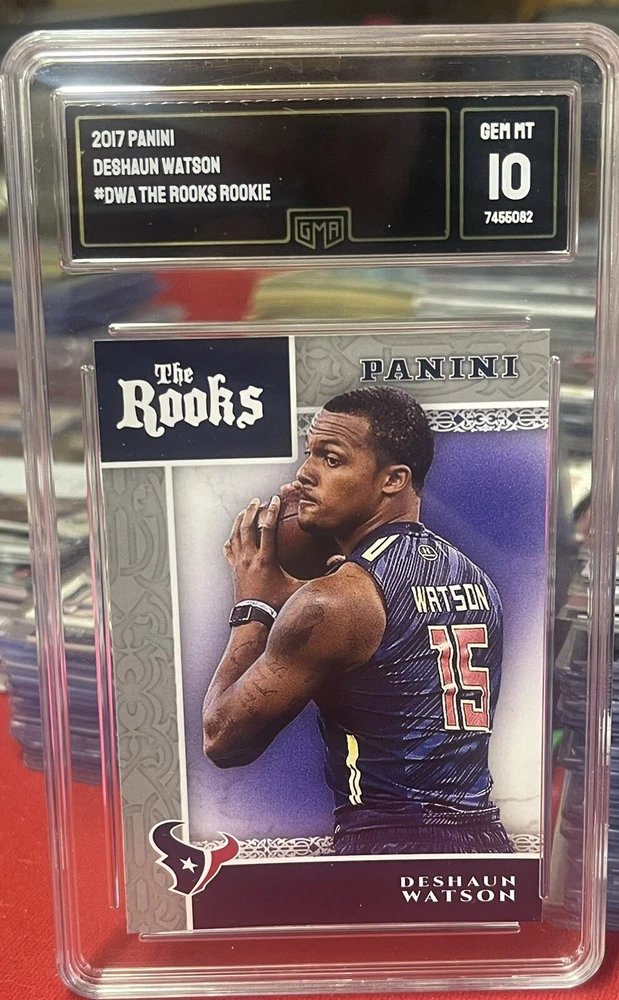 2017 PANINI
DESHAUN WATSON
#DWA THE ROOKS ROOKIE
GEM MT
10
7455082
GMA
The
Rooks
PANINI
WATSON
15
DESHAUN
WATSON